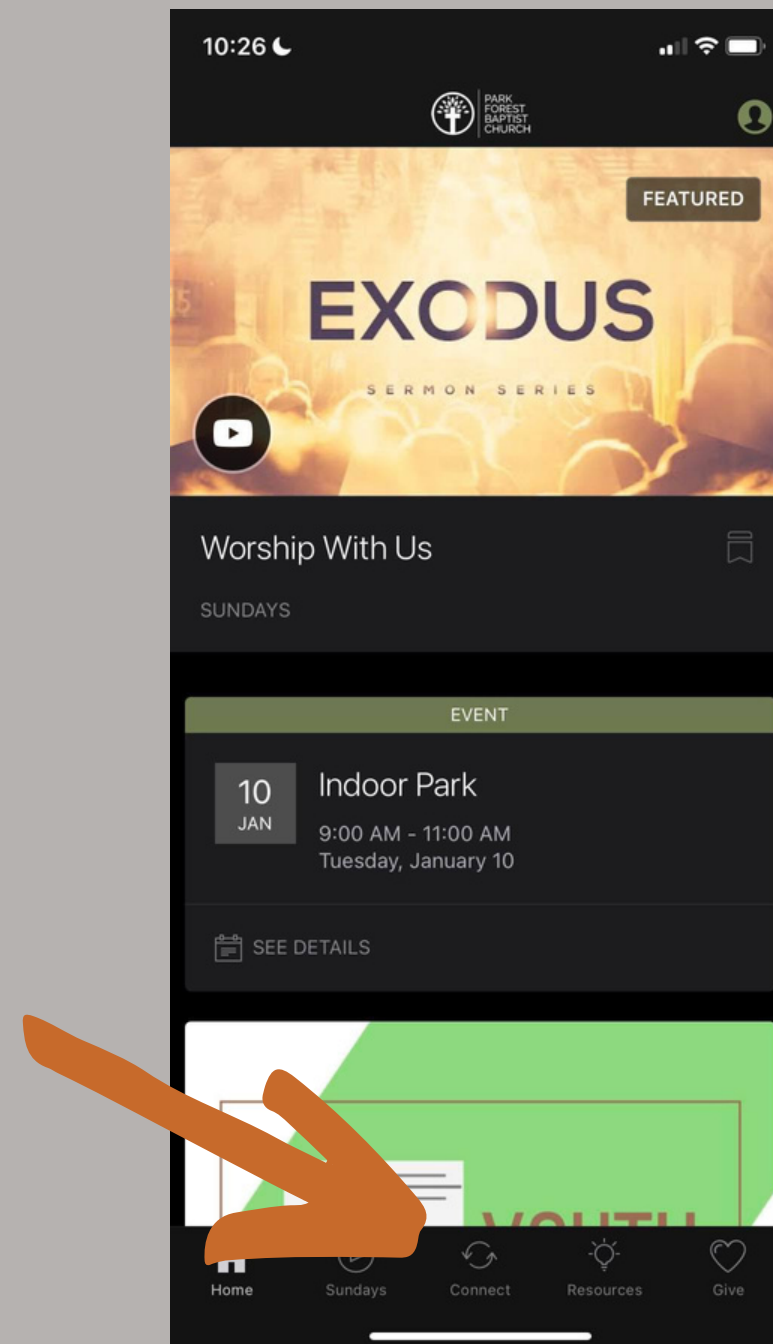 10:26
PARK
FOREST
BAPTIST
CHURCH
FEATURED
EXODUS
SERMON SERIES
Worship With Us
SUNDAYS
EVENT
10
JAN
Indoor Park
9:00 AM - 11:00 AM
Tuesday, January 10
SEE DETAILS
YOUTH
Home
Sundays
Connect
Resources
Give